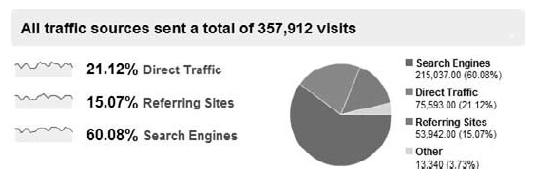 All traffic sources sent a total of 357,912 visits
21.12% Direct Traffic
15.07% Referring Sites
60.08% Search Engines
Search Engines
215,037.00 (60.08%)
Direct Traffic
75,593.00 (21.12%)
Referring Sites
53,942.00 (15.07%)
Other
13,340 (3.73%)